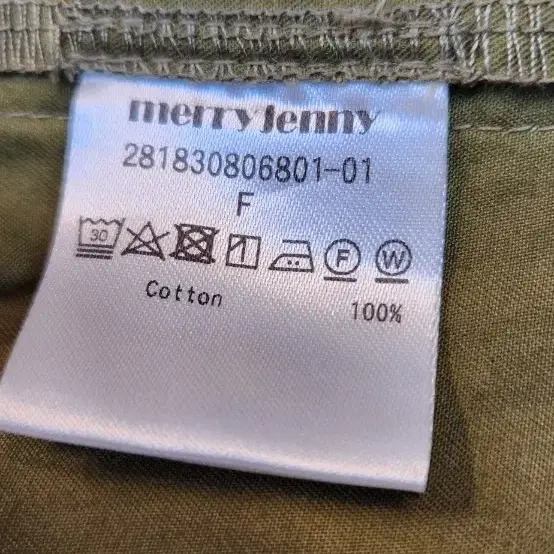 merry jenny
281830806801-01
F
30 F W
Cotton 100%